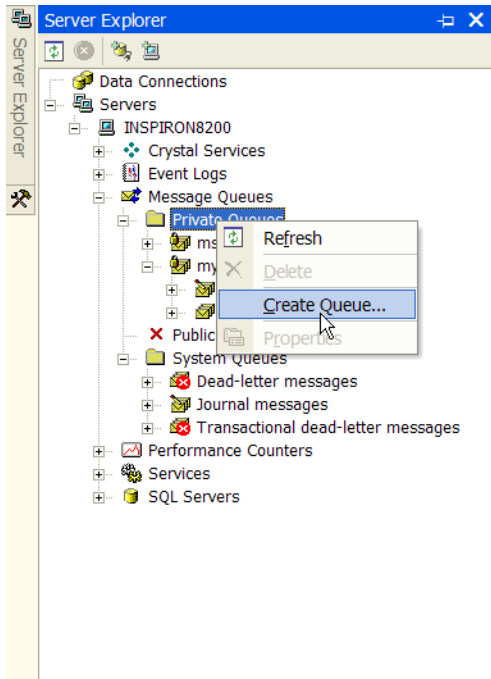 Server Explorer
Server Explorer
Data Connections
Servers
INSPIRON8200
Crystal Services
Event Logs
Message Queues
Private Queues
ms
my
Public
System Queues
Dead-letter messages
Journal messages
Transactional dead-letter messages
Performance Counters
Services
SQL Servers
Refresh
Delete
Create Queue...
Properties